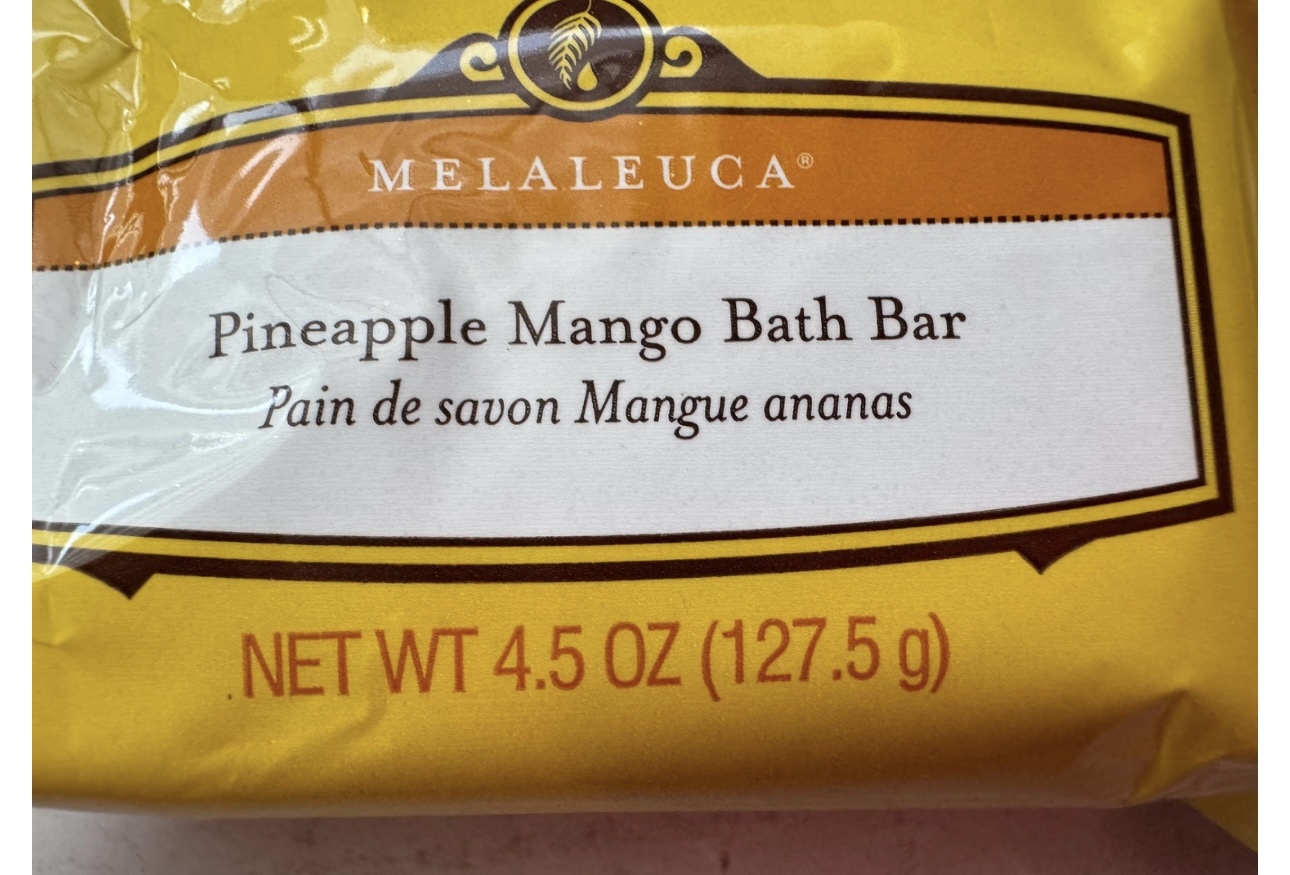 MELALEUCA®
Pineapple Mango Bath Bar
Pain de savon Mangue ananas
NET WT 4.5 OZ (127.5 g)